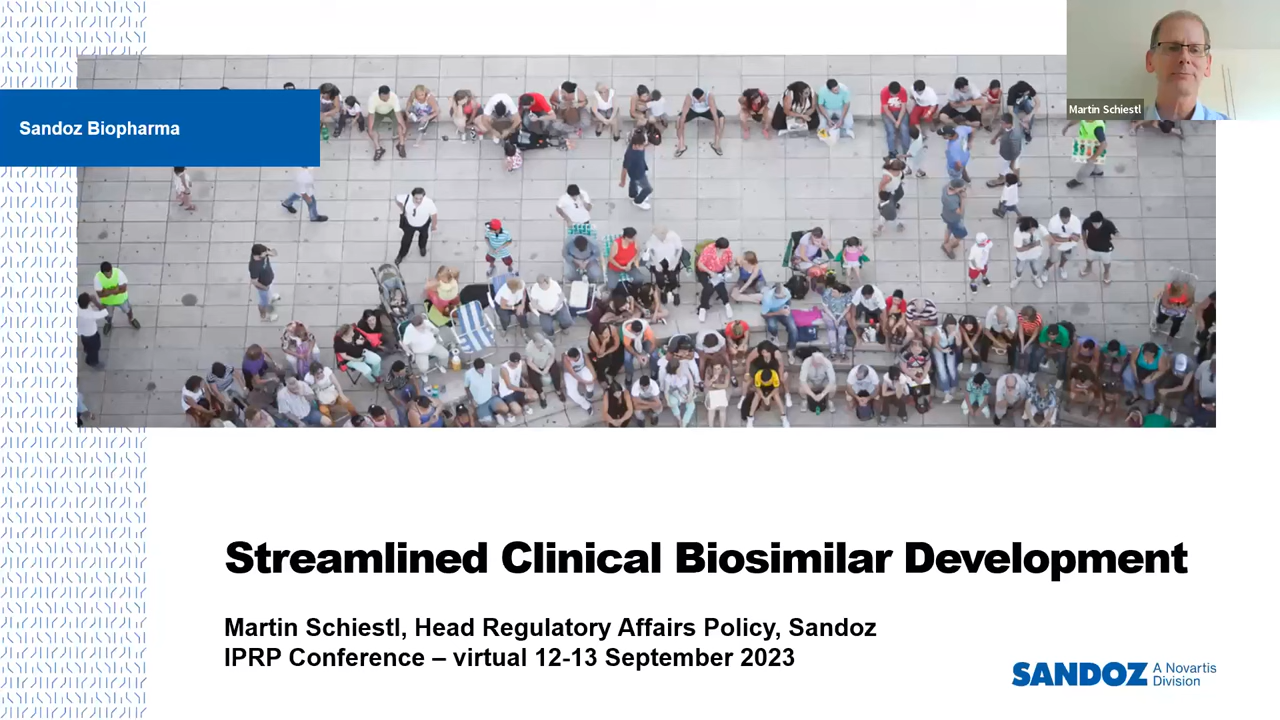 Martin Schiestl
Sandoz Biopharma
Streamlined Clinical Biosimilar Development
Martin Schiestl, Head Regulatory Affairs Policy, Sandoz
IPRP Conference – virtual 12-13 September 2023
SANDOZ A Novartis
Division